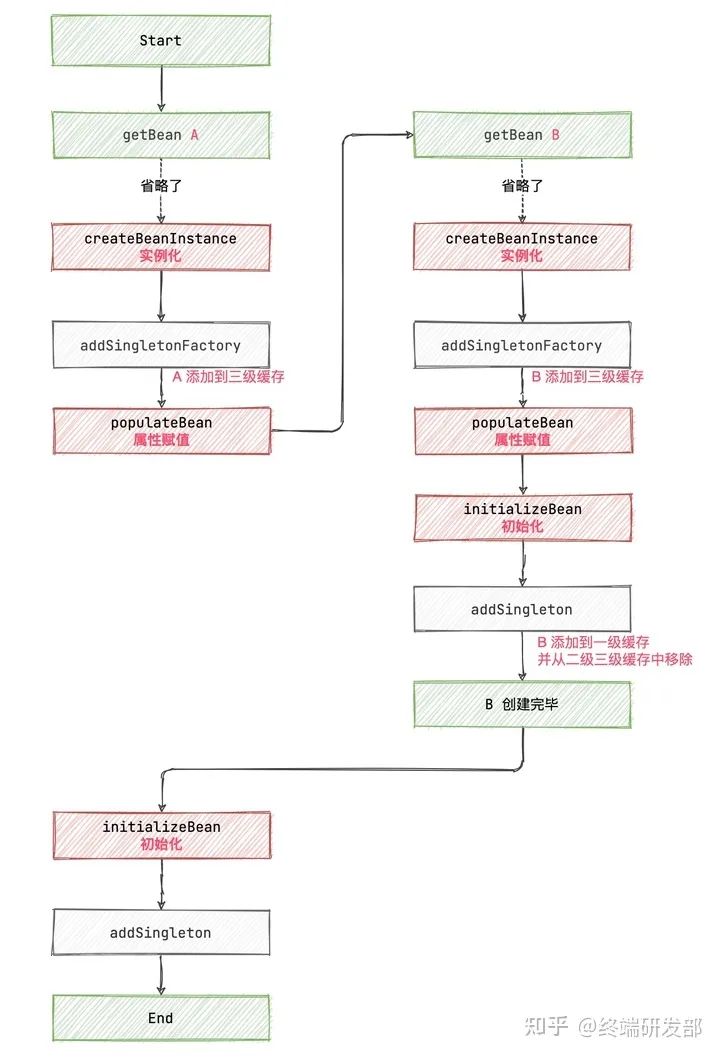 Start
getBean A
省略了
createBeanInstance
实例化
addSingletonFactory
A 添加到三级缓存
populateBean
属性赋值
getBean B
省略了
createBeanInstance
实例化
addSingletonFactory
B 添加到三级缓存
populateBean
属性赋值
initializeBean
初始化
addSingleton
B 添加到一级缓存
并从二级三级缓存中移除
B 创建完毕
initializeBean
初始化
addSingleton
End
知乎 @终端研发部